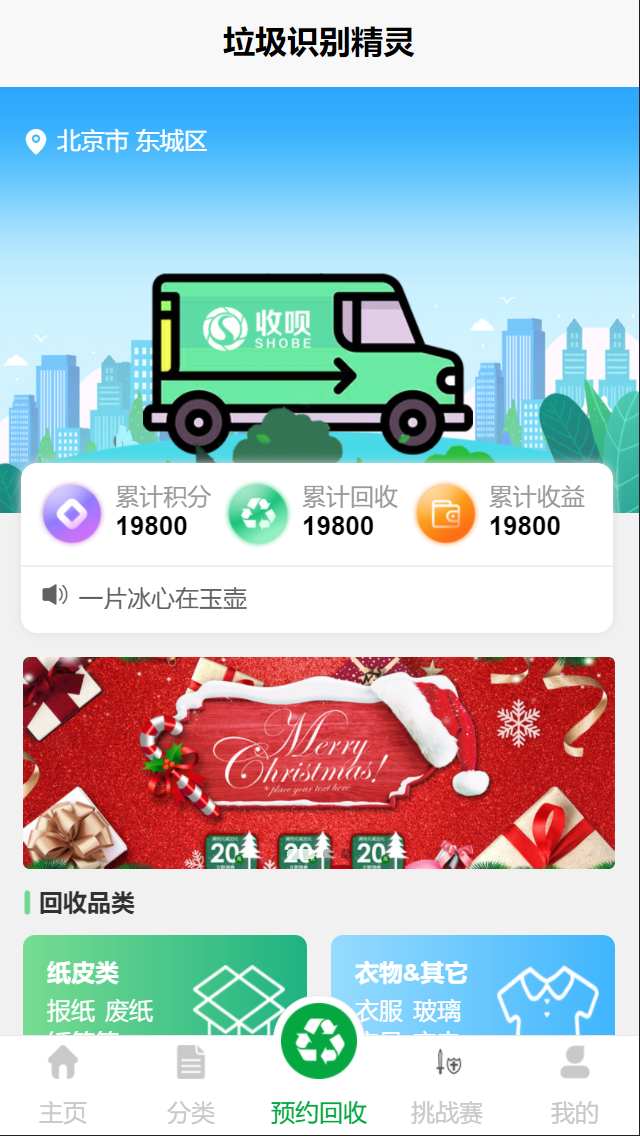 垃圾识别精灵
北京市 东城区
收呗
SHOBE
累计积分 累计回收 累计收益
19800 19800 19800
一片冰心在玉壶
Merry
Christmas!
*place your text here
20 20 20
回收品类
纸皮类 衣物&其它
报纸 废纸 衣服 玻璃
主页 分类 预约回收 挑战赛 我的